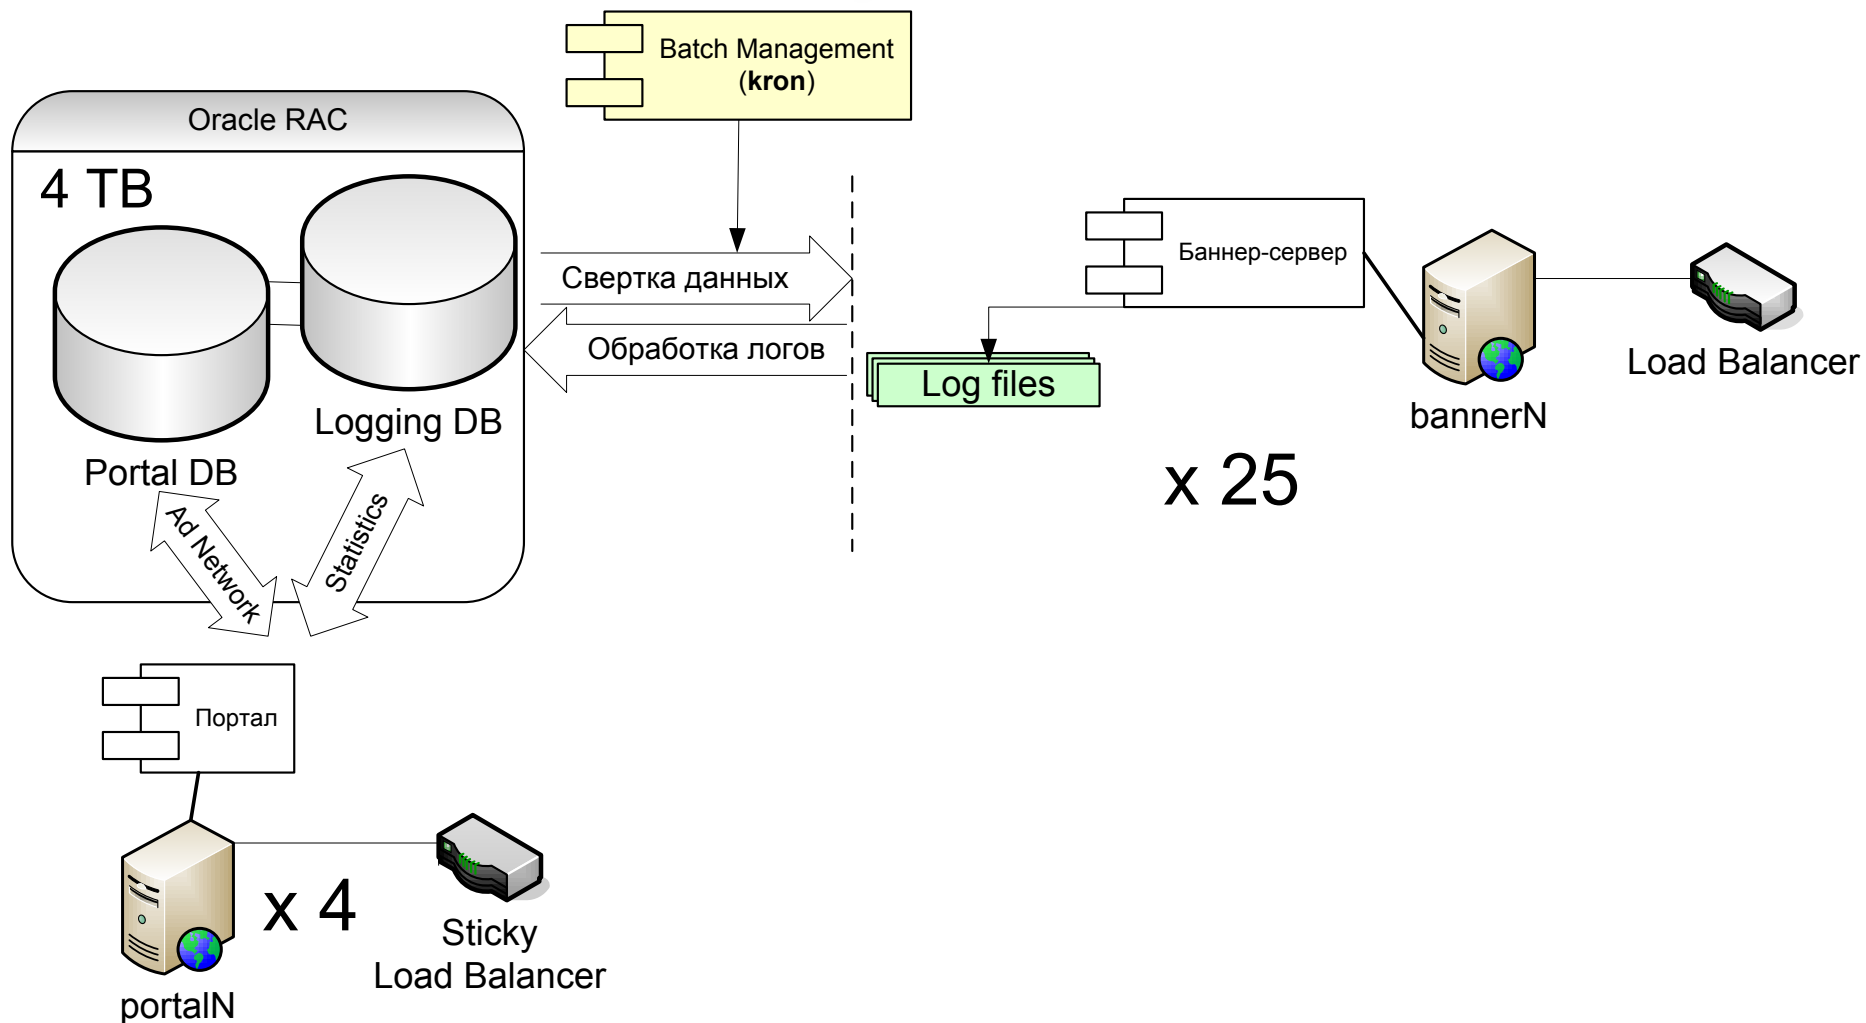 Batch Management
(kron)
Oracle RAC
4 TB
Свертка данных
Баннер-сервер
Обработка логов
Log files
Load Balancer
bannerN
Logging DB
Portal DB
x 25
Ad Network
Statistics
Портал
x 4
Sticky
Load Balancer
portalN